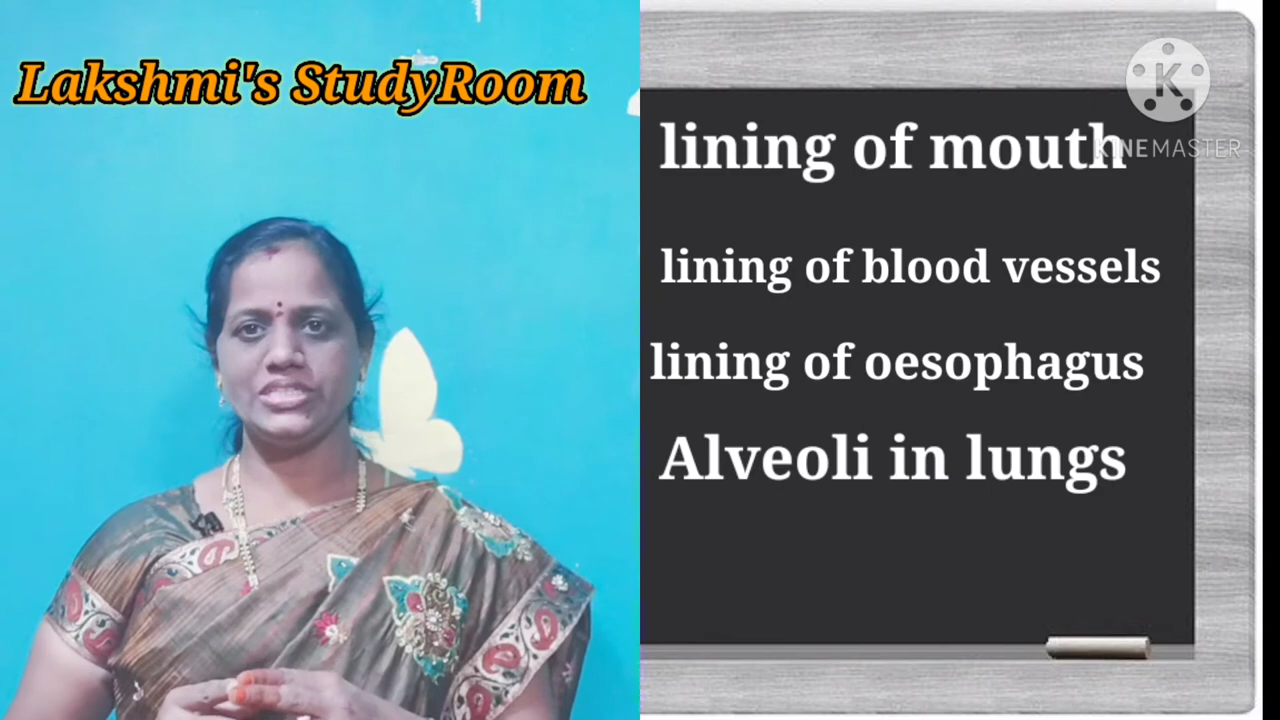 Lakshmi's StudyRoom
K
KINEMASTER
lining of mouth
lining of blood vessels
lining of oesophagus
Alveoli in lungs